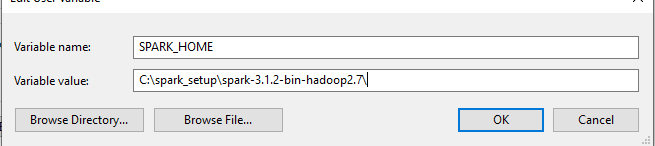 Edit User Variable
Variable name: SPARK_HOME
Variable value: C:\spark_setup\spark-3.1.2-bin-hadoop2.7\
Browse Directory... Browse File... OK Cancel